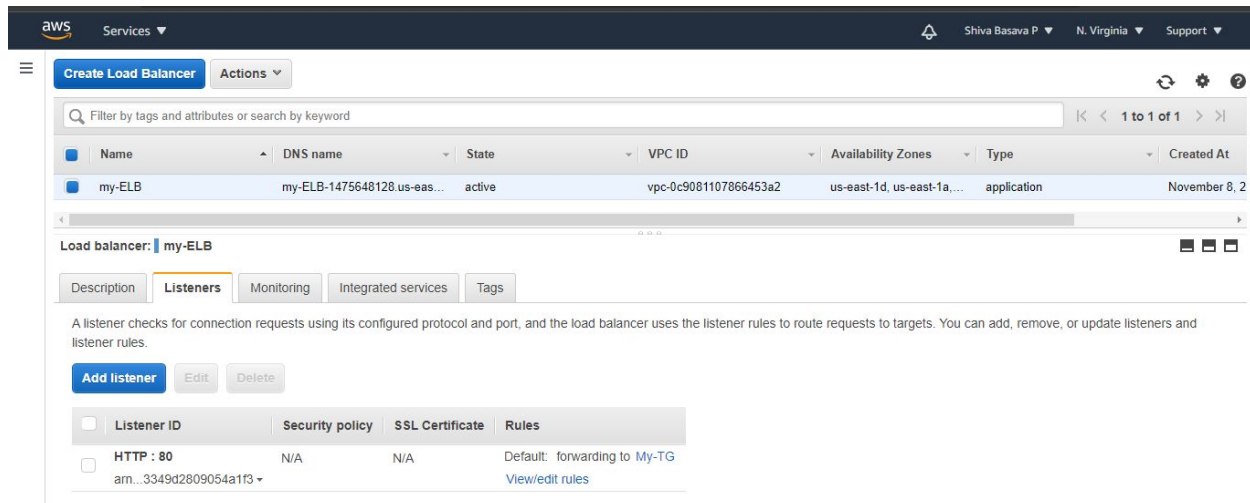 aws Services Shiva Basava P N. Virginia Support
Create Load Balancer Actions
Filter by tags and attributes or search by keyword 1 to 1 of 1
Name DNS name State VPC ID Availability Zones Type Created At
my-ELB my-ELB-1475648128.us-eas... active vpc-0c9081107866453a2 us-east-1d, us-east-1a,... application November 8, 2
Load balancer: my-ELB
Description Listeners Monitoring Integrated services Tags
A listener checks for connection requests using its configured protocol and port, and the load balancer uses the listener rules to route requests to targets. You can add, remove, or update listeners and
listener rules.
Add listener Edit Delete
Listener ID Security policy SSL Certificate Rules
HTTP : 80 N/A N/A Default: forwarding to My-TG
arn...3349d2809054a1f3 View/edit rules